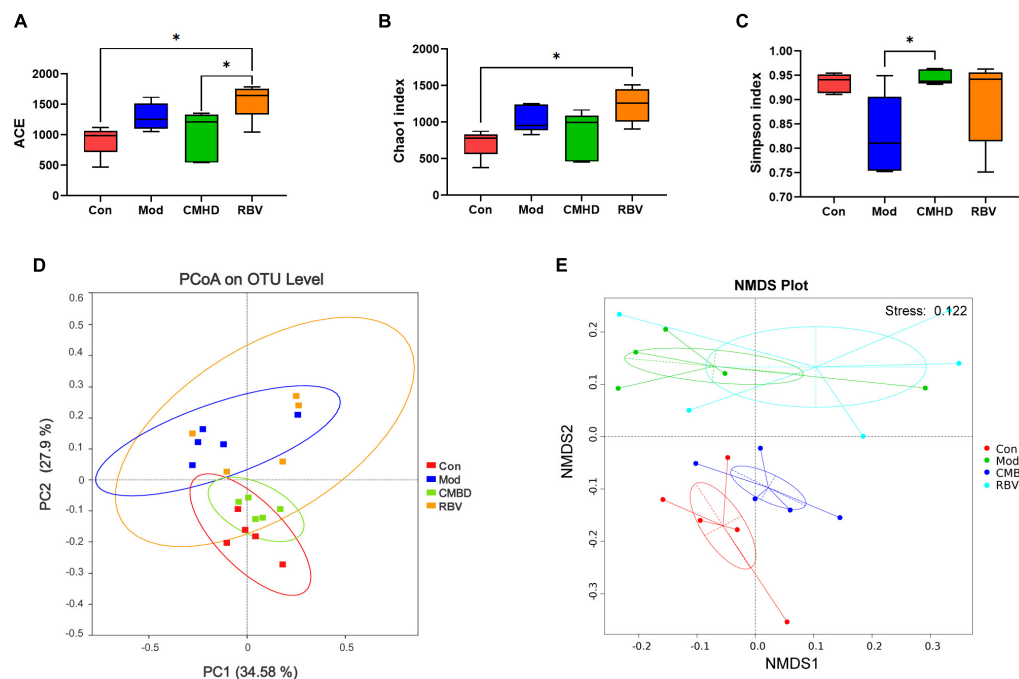 A
B
C
*
*
ACE
2000
1500
1000
500
0
Con Mod CMHD RBV
*
Chao1 index
2000
1500
1000
500
0
Con Mod CMHD RBV
*
Simpson index
1.00
0.95
0.90
0.85
0.80
0.75
0.70
Con Mod CMHD RBV
D
PCoA on OTU Level
PC2 (27.9 %)
0.6
0.5
0.4
0.3
0.2
0.1
0
-0.1
-0.2
-0.3
-0.4
-0.5
-0.5 0 0.5
PC1 (34.58 %)
Con
Mod
CMBD
RBV
E
NMDS Plot
Stress: 0.122
NMDS2
0.2
0.1
0.0
-0.1
-0.2
-0.3
-0.2 -0.1 0.0 0.1 0.2 0.3
NMDS1
Con
Mod
CMB
RBV